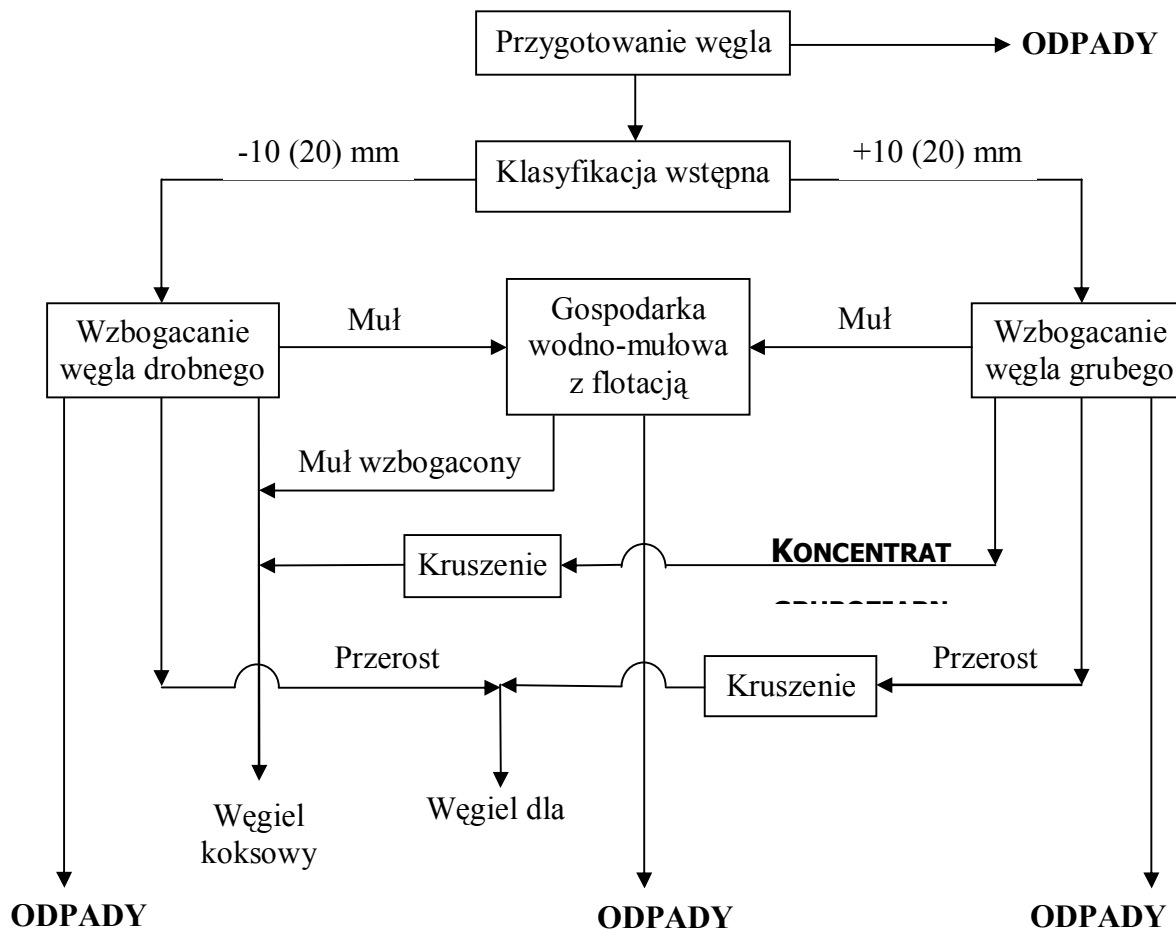 Przygotowanie węgla
ODPADY
-10 (20) mm
+10 (20) mm
Klasyfikacja wstępna
Wzbogacanie
węgla drobnego
Muł
Gospodarka
wodno-mułowa
z flotacją
Muł
Wzbogacanie
węgla grubego
Muł wzbogacony
Kruszenie
KONCENTRAT
Przerost
Kruszenie
Przerost
Węgiel
koksowy
Węgiel dla
ODPADY
ODPADY
ODPADY